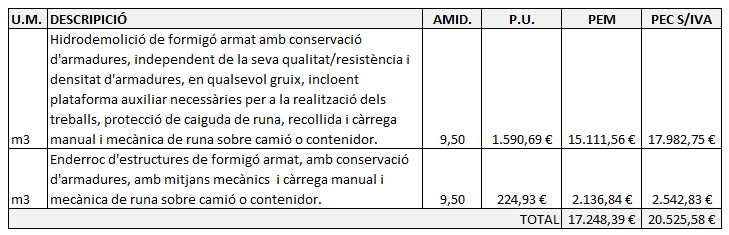 U.M. DESCRIPCIÓ AMID. P.U. PEM PEC S/IVA
Hidrodemolició de formigó armat amb conservació
d'armadures, independent de la seva qualitat/resistència i
densitat d'armadures, en qualsevol gruix, incloent
plataforma auxiliar necessàries per a la realització dels
treballs, protecció de caiguda de runa, recollida i càrrega
m3 manual i mecànica de runa sobre camió o contenidor. 9,50 1.590,69 € 15.111,56 € 17.982,75 €
Enderroc d'estructures de formigó armat, amb conservació
d'armadures, amb mitjans mecànics i càrrega manual i
m3 mecànica de runa sobre camió o contenidor. 9,50 224,93 € 2.136,84 € 2.542,83 €
TOTAL 17.248,39 € 20.525,58 €